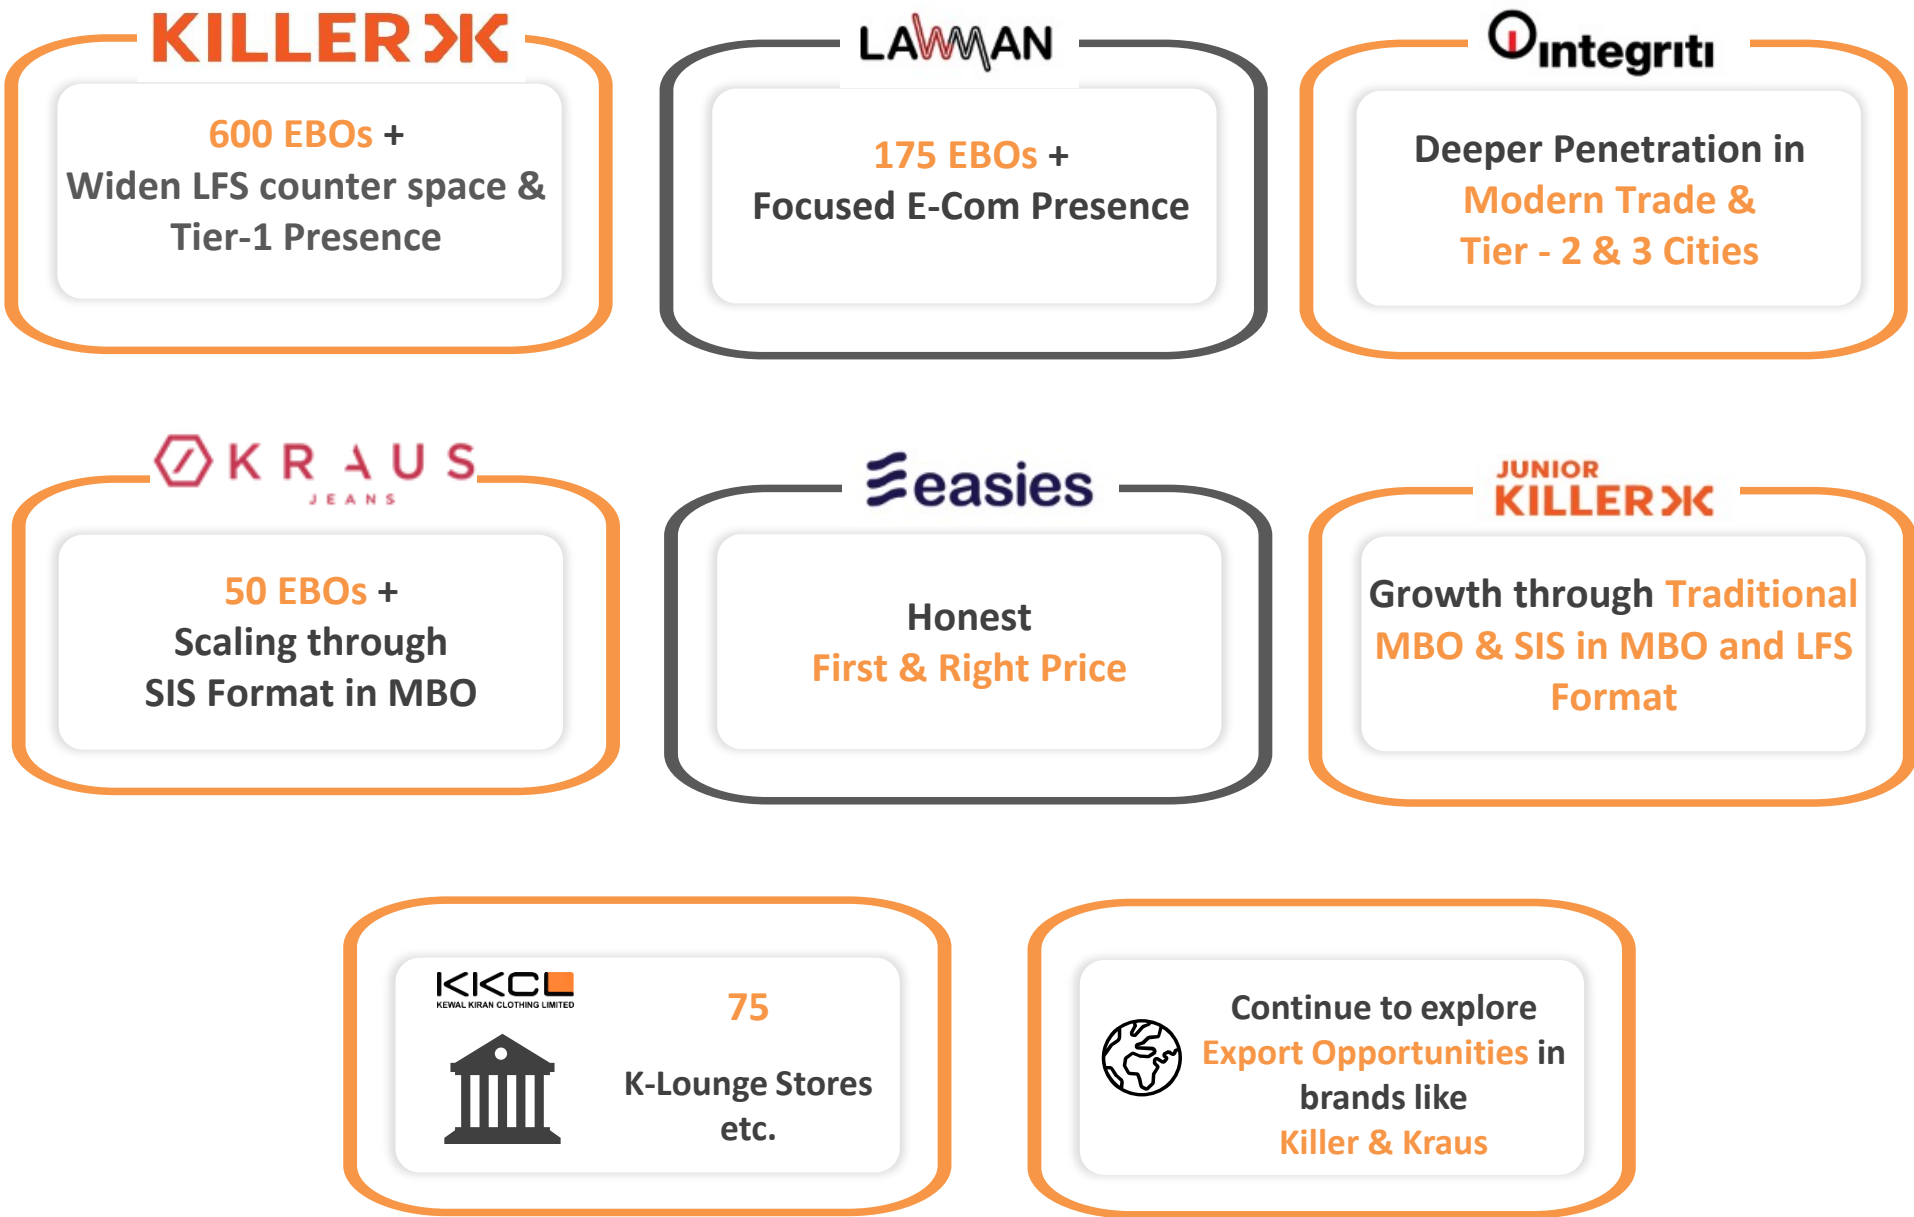 KILLER
600 EBOs +
Widen LFS counter space &
Tier-1 Presence
LAWMAN
175 EBOs +
Focused E-Com Presence
integriti
Deeper Penetration in
Modern Trade &
Tier - 2 & 3 Cities
KRAUS
JEANS
50 EBOs +
Scaling through
SIS Format in MBO
easies
Honest
First & Right Price
JUNIOR
KILLER
Growth through Traditional
MBO & SIS in MBO and LFS
Format
KKCL
KEWAL KIRAN CLOTHING LIMITED
75
K-Lounge Stores
etc.
Continue to explore
Export Opportunities in
brands like
Killer & Kraus